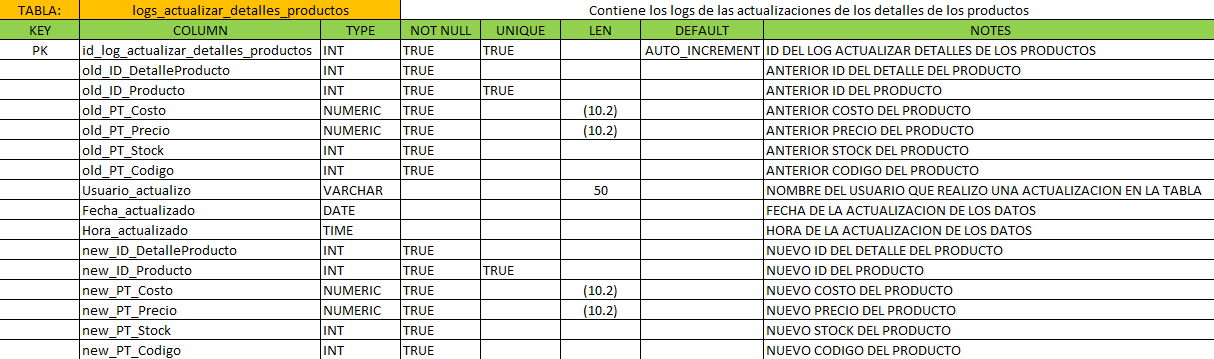 TABLA: logs_actualizar_detalles_productos Contiene los logs de las actualizaciones de los detalles de los productos
KEY COLUMN TYPE NOT NULL UNIQUE LEN DEFAULT NOTES
PK id_log_actualizar_detalles_productos INT TRUE TRUE AUTO_INCREMENT ID DEL LOG ACTUALIZAR DETALLES DE LOS PRODUCTOS
old_ID_DetalleProducto INT TRUE ANTERIOR ID DEL DETALLE DEL PRODUCTO
old_ID_Producto INT TRUE TRUE ANTERIOR ID DEL PRODUCTO
old_PT_Costo NUMERIC TRUE (10.2) ANTERIOR COSTO DEL PRODUCTO
old_PT_Precio NUMERIC TRUE (10.2) ANTERIOR PRECIO DEL PRODUCTO
old_PT_Stock INT TRUE ANTERIOR STOCK DEL PRODUCTO
old_PT_Codigo INT TRUE ANTERIOR CODIGO DEL PRODUCTO
Usuario_actualizo VARCHAR 50 NOMBRE DEL USUARIO QUE REALIZO UNA ACTUALIZACION EN LA TABLA
Fecha_actualizado DATE FECHA DE LA ACTUALIZACION DE LOS DATOS
Hora_actualizado TIME HORA DE LA ACTUALIZACION DE LOS DATOS
new_ID_DetalleProducto INT TRUE NUEVO ID DEL DETALLE DEL PRODUCTO
new_ID_Producto INT TRUE TRUE NUEVO ID DEL PRODUCTO
new_PT_Costo NUMERIC TRUE (10.2) NUEVO COSTO DEL PRODUCTO
new_PT_Precio NUMERIC TRUE (10.2) NUEVO PRECIO DEL PRODUCTO
new_PT_Stock INT TRUE NUEVO STOCK DEL PRODUCTO
new_PT_Codigo INT TRUE NUEVO CODIGO DEL PRODUCTO